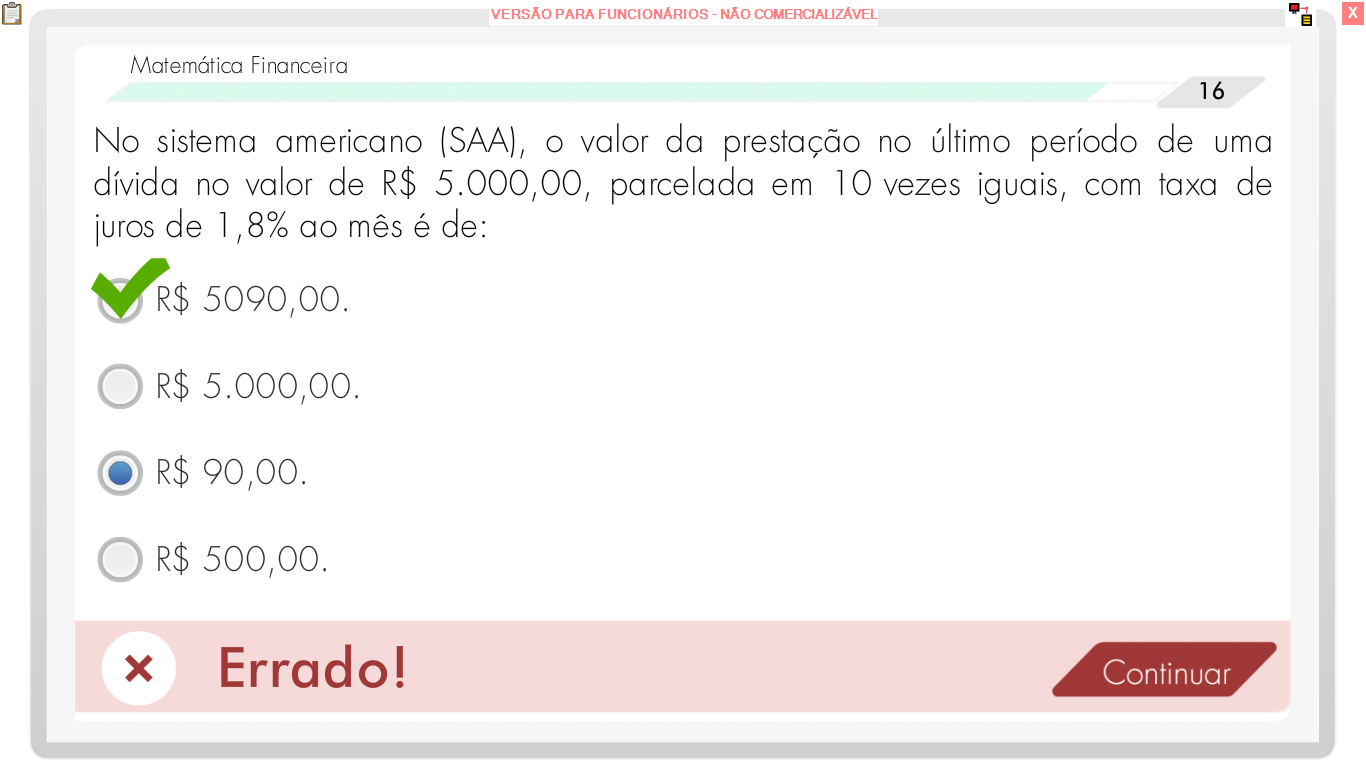 VERSÃO PARA FUNCIONÁRIOS - NÃO COMERCIALIZÁVEL
X
Matemática Financeira
16
No sistema americano (SAA), o valor da prestação no último período de uma
dívida no valor de R$ 5.000,00, parcelada em 10 vezes iguais, com taxa de
juros de 1,8% ao mês é de:
R$ 5090,00.
R$ 5.000,00.
R$ 90,00.
R$ 500,00.
Errado!
Continuar